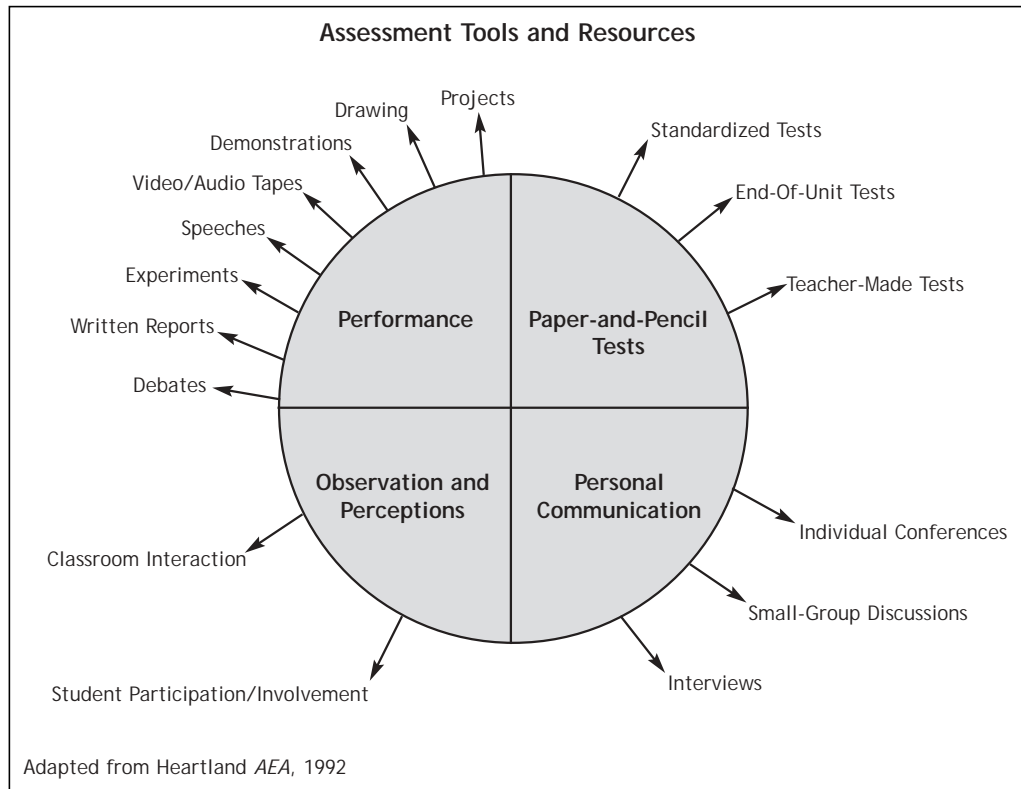 Assessment Tools and Resources
Projects
Drawing
Demonstrations
Video/Audio Tapes
Speeches
Experiments
Written Reports
Debates
Standardized Tests
End-Of-Unit Tests
Teacher-Made Tests
Performance
Paper-and-Pencil
Tests
Observation and
Perceptions
Personal
Communication
Classroom Interaction
Student Participation/Involvement
Individual Conferences
Small-Group Discussions
Interviews
Adapted from Heartland AEA, 1992